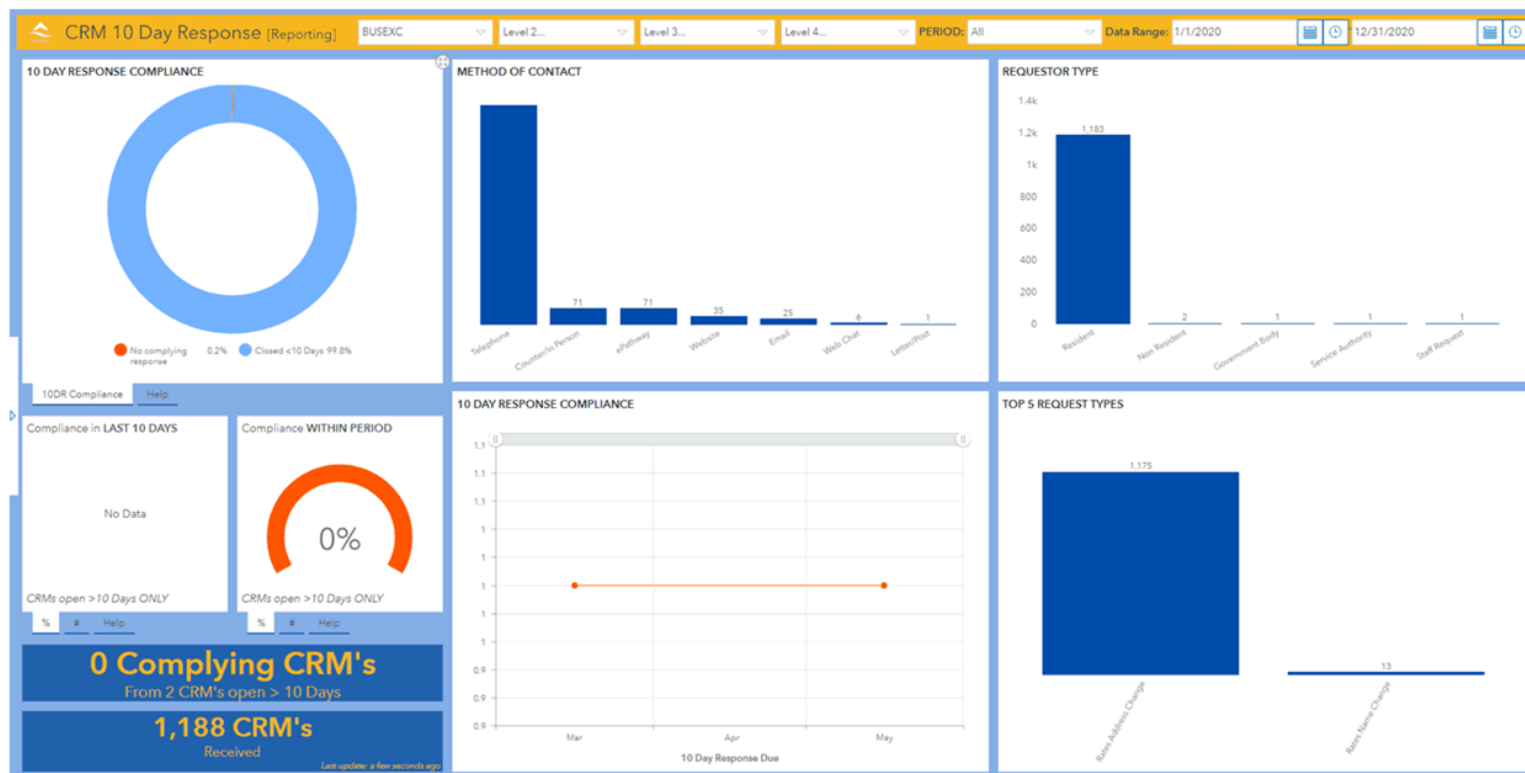 CRM 10 Day Response [Reporting]
BUSEXC
Level 2...
Level 3...
Level 4...
PERIOD: All
Data Range: 1/1/2020
12/31/2020
10 DAY RESPONSE COMPLIANCE
No complying response 0.2%
Closed <10 Days 99.8%
10DR Compliance
Help
METHOD OF CONTACT
71
71
35
25
6
1
Telephone
Counter/In Person
ePathway
Website
Email
Web Chat
Letter/Post
REQUESTOR TYPE
1.4k
1.2k
1k
800
600
400
200
0
1,183
2
1
1
1
Resident
Non Resident
Government Body
Service Authority
Staff Request
Compliance in LAST 10 DAYS
No Data
CRMs open >10 Days ONLY
%
#
Help
Compliance WITHIN PERIOD
0%
CRMs open >10 Days ONLY
%
#
Help
0 Complying CRM's
From 2 CRM's open > 10 Days
1,188 CRM's
Received
Last update: a few seconds ago
10 DAY RESPONSE COMPLIANCE
1.1
1.1
1.1
1
1
1
1
1
0.9
0.9
0.9
Mar
Apr
May
10 Day Response Due
TOP 5 REQUEST TYPES
1,175
13
Rates Address Change
Rates Name Change